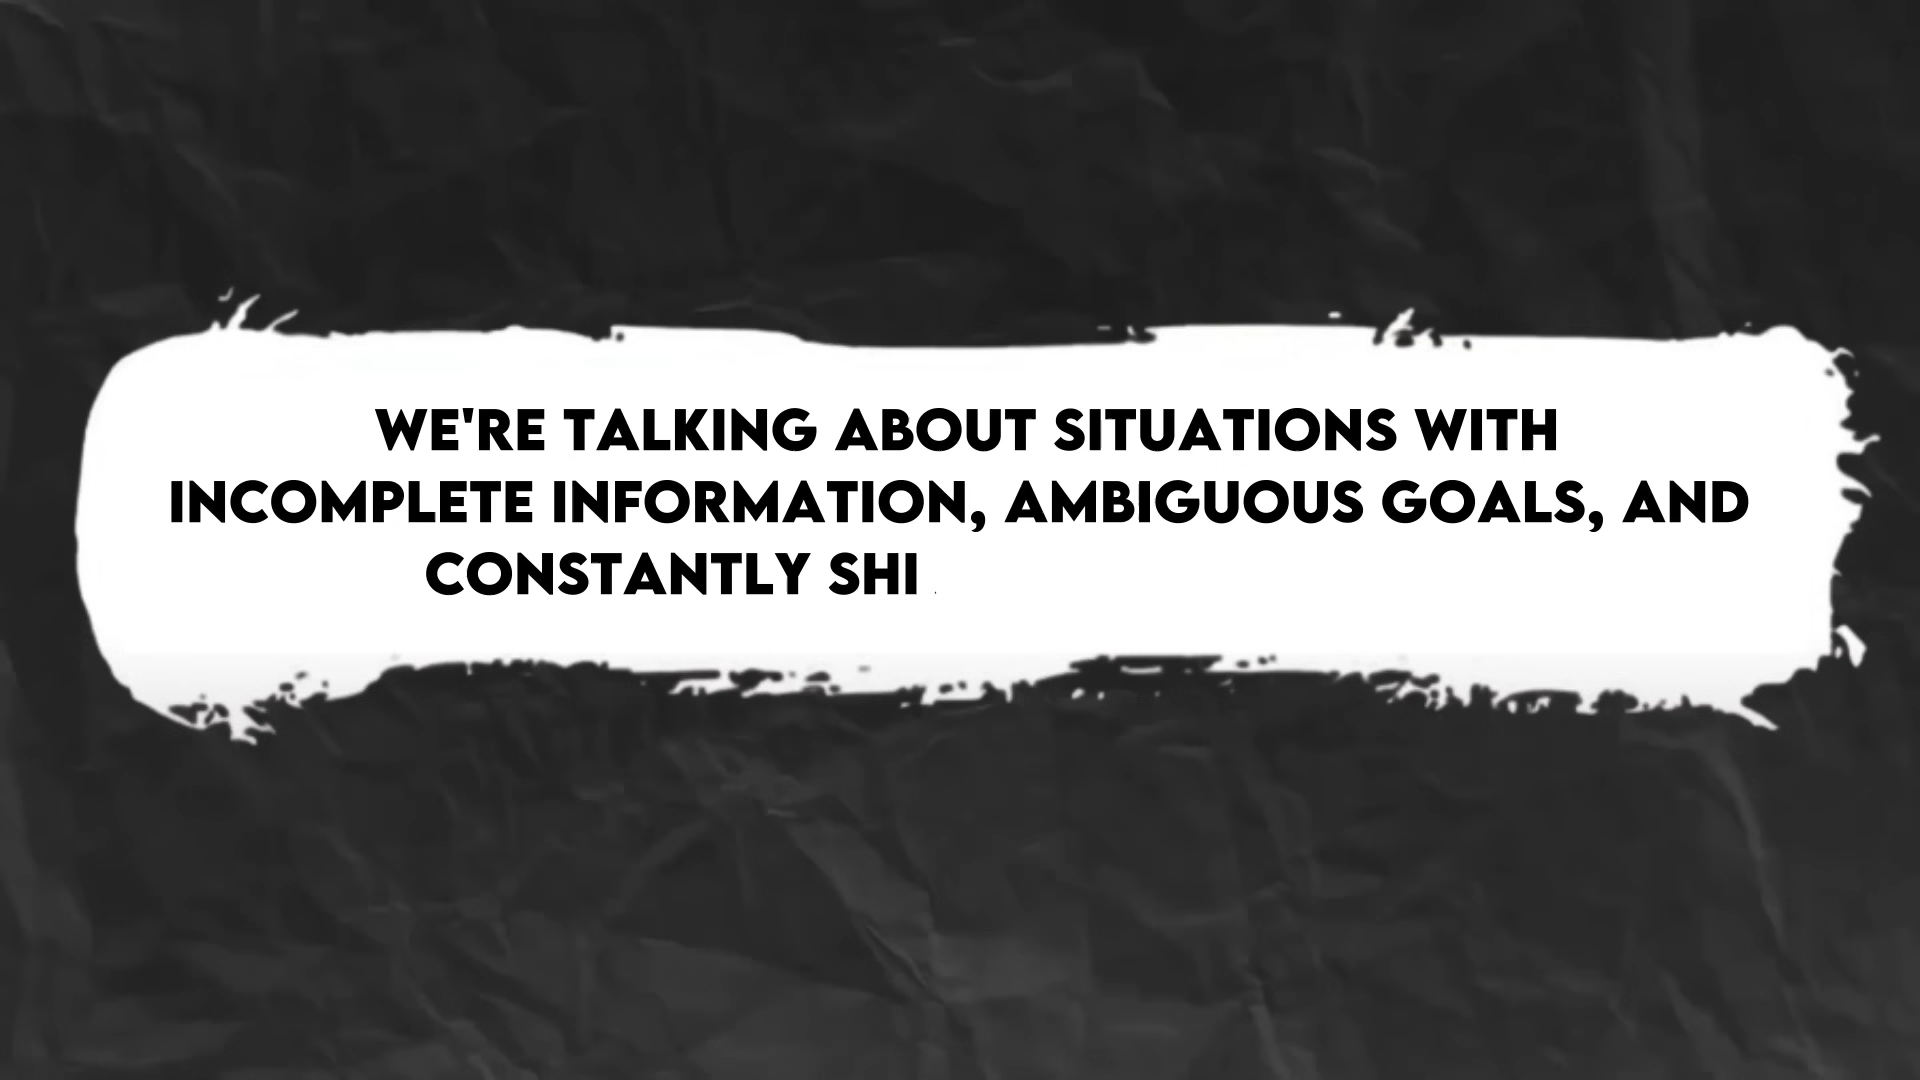 WE'RE TALKING ABOUT SITUATIONS WITH
INCOMPLETE INFORMATION, AMBIGUOUS GOALS, AND
CONSTANTLY SHI